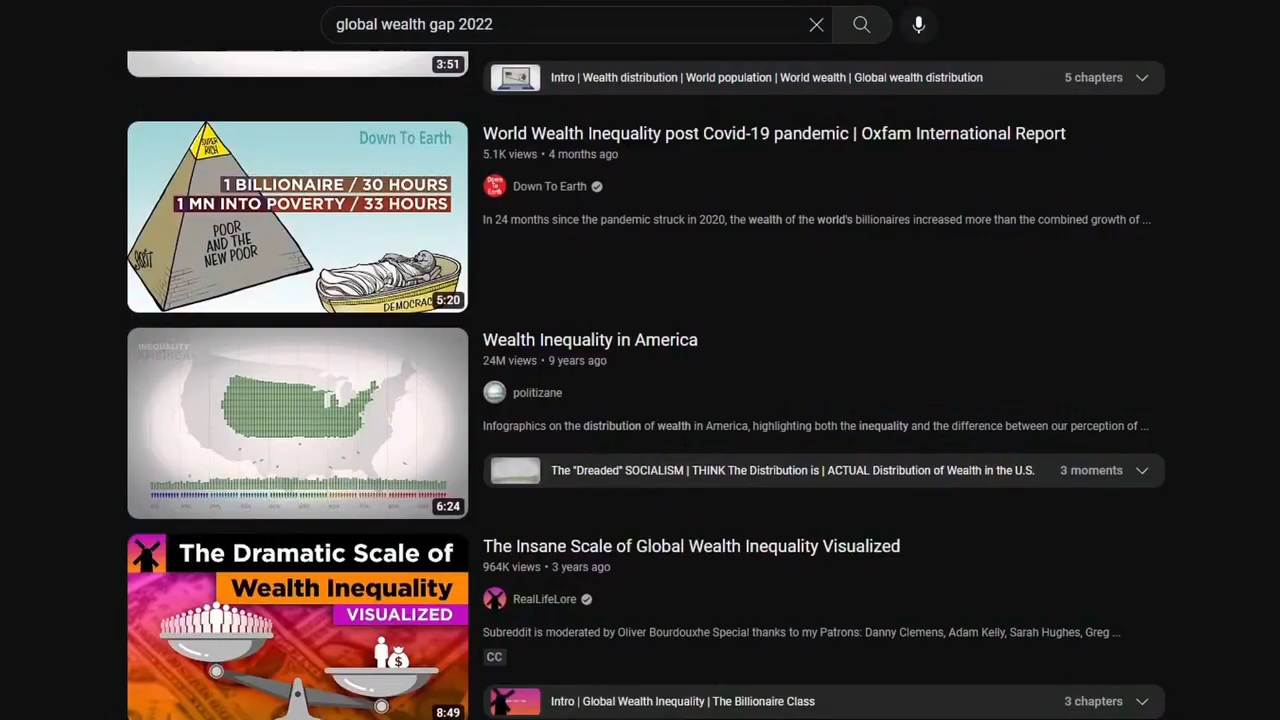 global wealth gap 2022
3:51
Intro | Wealth distribution | World population | World wealth | Global wealth distribution
5 chapters
SUPER RICH
Down To Earth
1 BILLIONAIRE / 30 HOURS
1 MN INTO POVERTY / 33 HOURS
POOR
AND THE
NEW POOR
DEMOCRAC
5:20
World Wealth Inequality post Covid-19 pandemic | Oxfam International Report
5.1K views • 4 months ago
Down To Earth
Down To Earth
In 24 months since the pandemic struck in 2020, the wealth of the world's billionaires increased more than the combined growth of ...
INEQUALITY
AMERICA
6:24
Wealth Inequality in America
24M views • 9 years ago
politizane
Infographics on the distribution of wealth in America, highlighting both the inequality and the difference between our perception of ...
The "Dreaded" SOCIALISM | THINK The Distribution is | ACTUAL Distribution of Wealth in the U.S.
3 moments
The Dramatic Scale of
Wealth Inequality
VISUALIZED
$
8:49
The Insane Scale of Global Wealth Inequality Visualized
964K views • 3 years ago
RealLifeLore
Subreddit is moderated by Oliver Bourdouxhe Special thanks to my Patrons: Danny Clemens, Adam Kelly, Sarah Hughes, Greg ...
CC
Intro | Global Wealth Inequality | The Billionaire Class
3 chapters